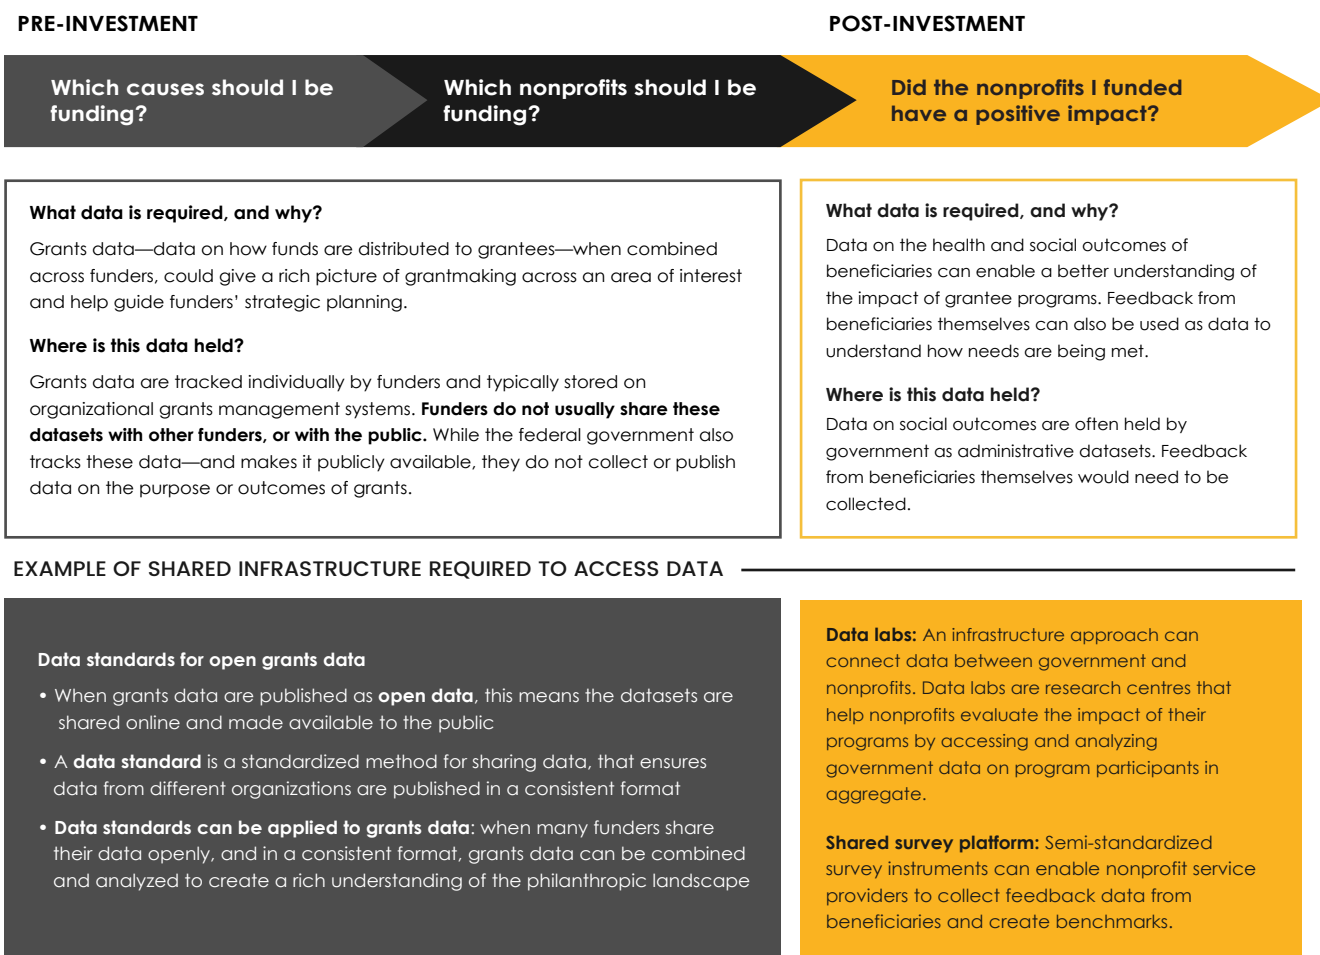 PRE-INVESTMENT
POST-INVESTMENT
Which causes should I be
funding?
Which nonprofits should I be
funding?
Did the nonprofits I funded
have a positive impact?
What data is required, and why?
Grants data—data on how funds are distributed to grantees—when combined
across funders, could give a rich picture of grantmaking across an area of interest
and help guide funders’ strategic planning.
Where is this data held?
Grants data are tracked individually by funders and typically stored on
organizational grants management systems. Funders do not usually share these
datasets with other funders, or with the public. While the federal government also
tracks these data—and makes it publicly available, they do not collect or publish
data on the purpose or outcomes of grants.
What data is required, and why?
Data on the health and social outcomes of
beneficiaries can enable a better understanding of
the impact of grantee programs. Feedback from
beneficiaries themselves can also be used as data to
understand how needs are being met.
Where is this data held?
Data on social outcomes are often held by
government as administrative datasets. Feedback
from beneficiaries themselves would need to be
collected.
EXAMPLE OF SHARED INFRASTRUCTURE REQUIRED TO ACCESS DATA
Data standards for open grants data
• When grants data are published as open data, this means the datasets are
shared online and made available to the public
• A data standard is a standardized method for sharing data, that ensures
data from different organizations are published in a consistent format
• Data standards can be applied to grants data: when many funders share
their data openly, and in a consistent format, grants data can be combined
and analyzed to create a rich understanding of the philanthropic landscape
Data labs: An infrastructure approach can
connect data between government and
nonprofits. Data labs are research centres that
help nonprofits evaluate the impact of their
programs by accessing and analyzing
government data on program participants in
aggregate.
Shared survey platform: Semi-standardized
survey instruments can enable nonprofit service
providers to collect feedback data from
beneficiaries and create benchmarks.